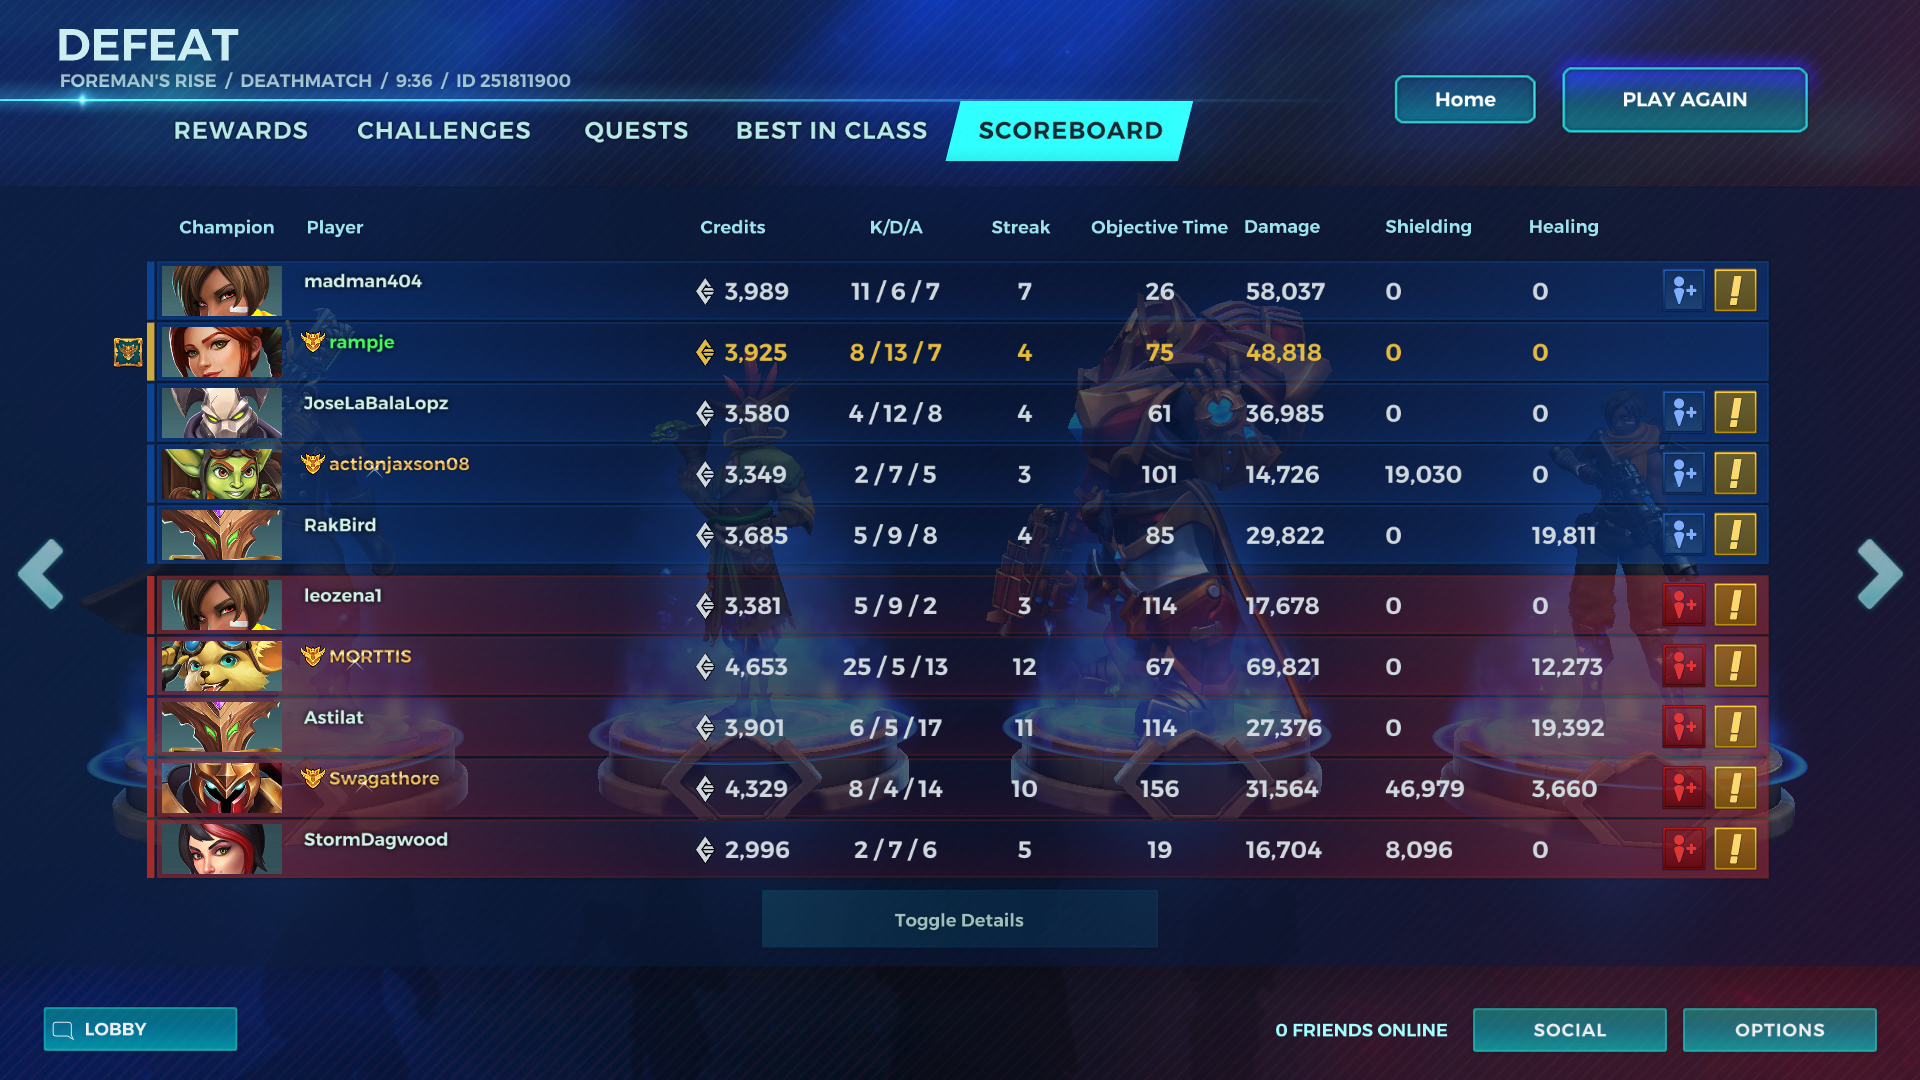 DEFEAT
FOREMAN'S RISE / DEATHMATCH / 9:36 / ID 251811900
Home
PLAY AGAIN
REWARDS CHALLENGES QUESTS BEST IN CLASS SCOREBOARD
Champion Player Credits K/D/A Streak Objective Time Damage Shielding Healing
madman404 3,989 11 / 6 / 7 7 26 58,037 0 0
rampje 3,925 8 / 13 / 7 4 75 48,818 0 0
JoseLaBalaLopz 3,580 4 / 12 / 8 4 61 36,985 0 0
actionjaxson08 3,349 2 / 7 / 5 3 101 14,726 19,030 0
RakBird 3,685 5 / 9 / 8 4 85 29,822 0 19,811
leozena1 3,381 5 / 9 / 2 3 114 17,678 0 0
MORTTIS 4,653 25 / 5 / 13 12 67 69,821 0 12,273
Astilat 3,901 6 / 5 / 17 11 114 27,376 0 19,392
Swagathore 4,329 8 / 4 / 14 10 156 31,564 46,979 3,660
StormDagwood 2,996 2 / 7 / 6 5 19 16,704 8,096 0
Toggle Details
LOBBY
0 FRIENDS ONLINE
SOCIAL
OPTIONS